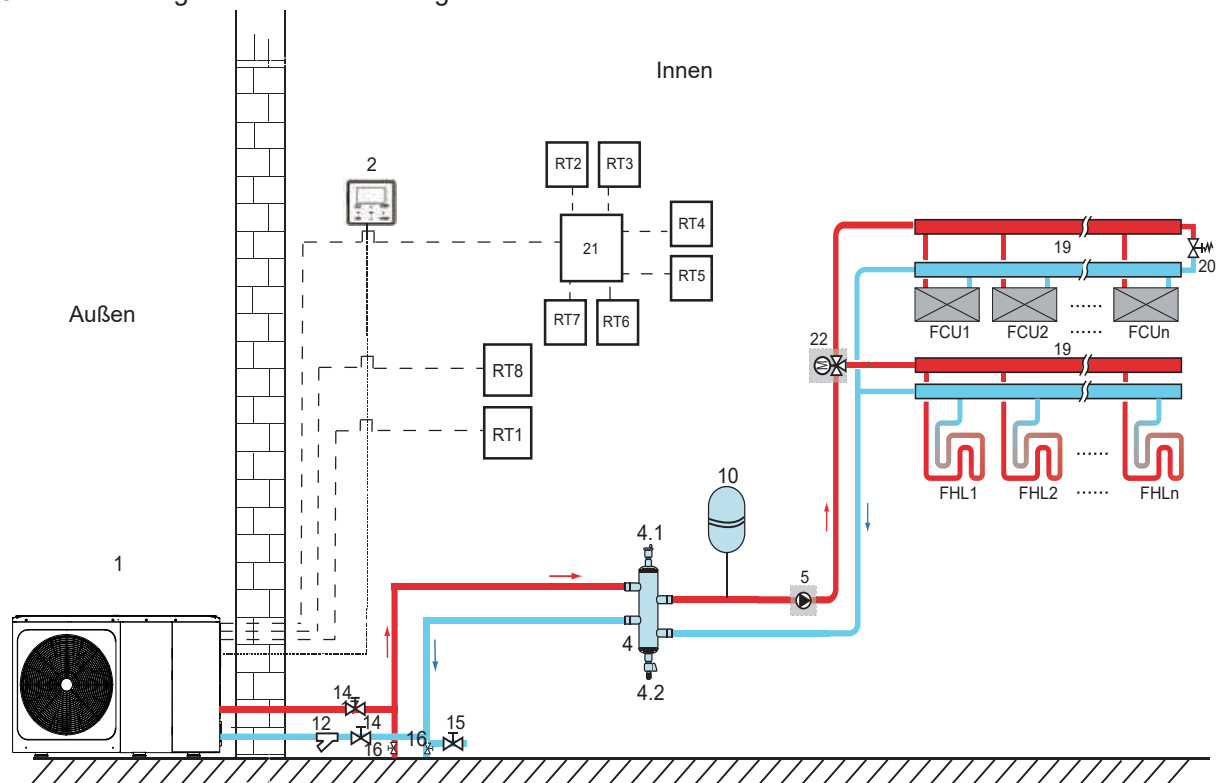 Innen
2
RT2
RT3
RT4
21
RT5
RT7
RT6
19
20
Außen
FCU1
FCU2
......
......
FCUn
22
19
RT8
RT1
10
......
FHL1
FHL2
......
FHLn
4.1
1
5
4
4.2
14
12
14
15
16
16